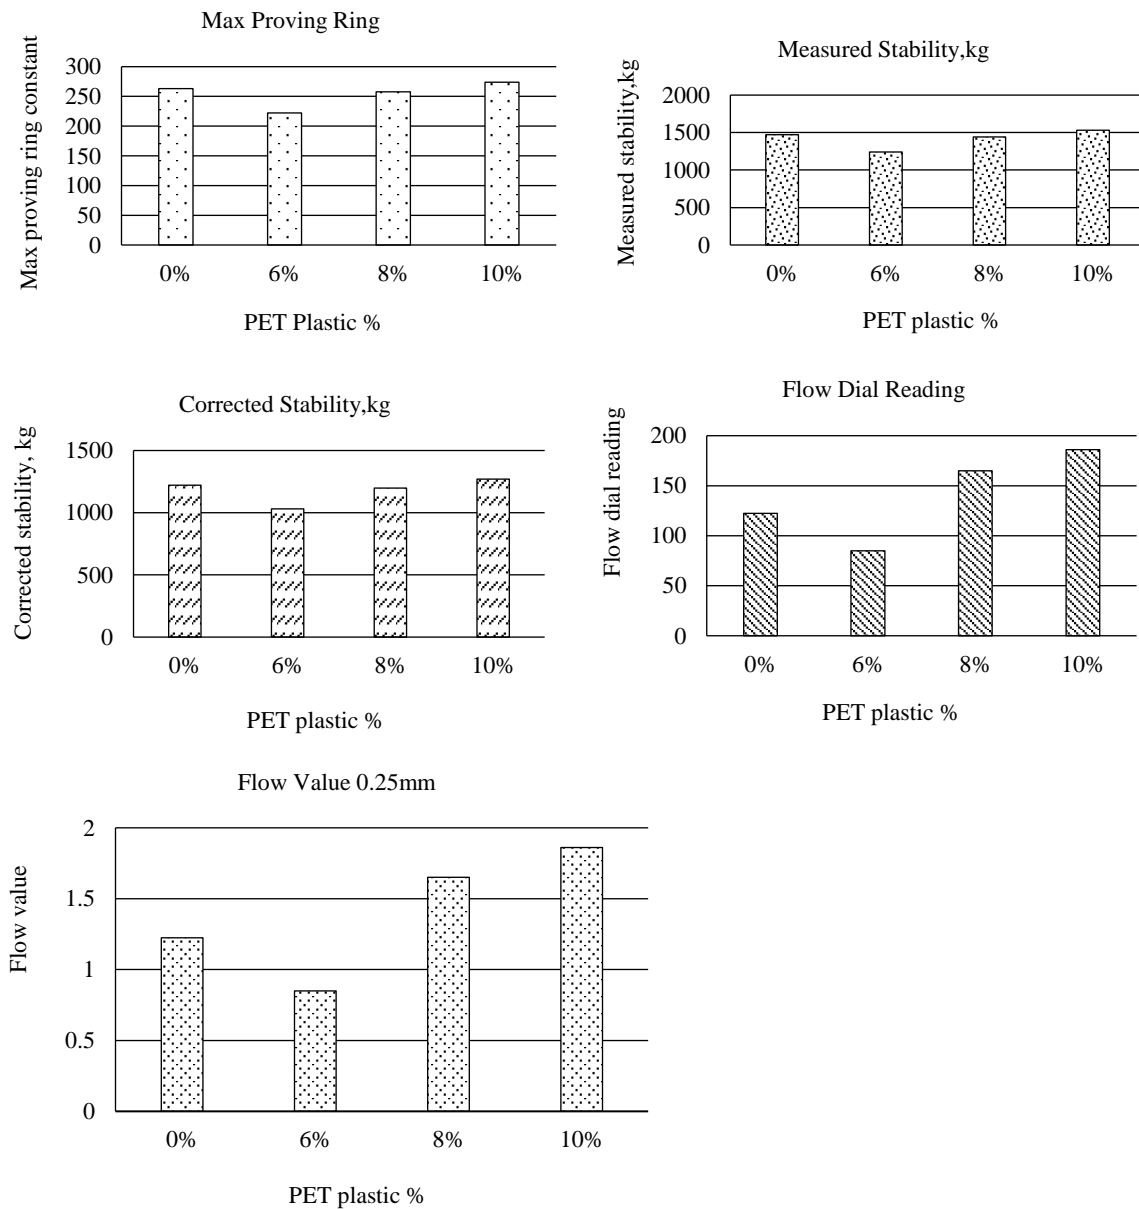 Max Proving Ring
Max proving ring constant
300
250
200
150
100
50
0
0% 6% 8% 10%
PET Plastic %
Measured Stability,kg
Measured stability,kg
2000
1500
1000
500
0
0% 6% 8% 10%
PET plastic %
Corrected Stability,kg
Corrected stability, kg
1500
1000
500
0
0% 6% 8% 10%
PET plastic %
Flow Dial Reading
Flow dial reading
200
150
100
50
0
0% 6% 8% 10%
PET plastic %
Flow Value 0.25mm
Flow value
2
1.5
1
0.5
0
0% 6% 8% 10%
PET plastic %